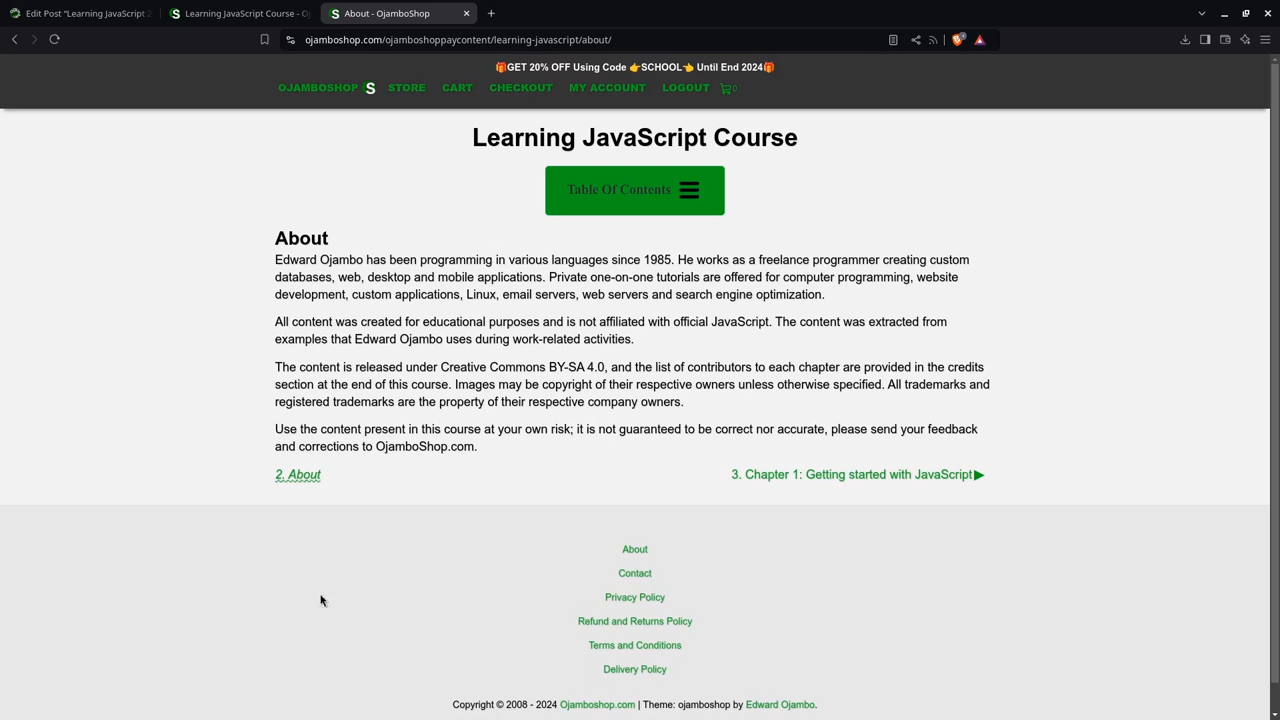 Edit Post “Learning JavaScript 2
Learning JavaScript Course - O
About - OjamboShop
ojamboshop.com/ojamboshoppaycontent/learning-javascript/about/
🎁GET 20% OFF Using Code 👉SCHOOL👈 Until End 2024🎁
OJAMBOSHOP S STORE CART CHECKOUT MY ACCOUNT LOGOUT 0
Learning JavaScript Course
Table Of Contents
About
Edward Ojambo has been programming in various languages since 1985. He works as a freelance programmer creating custom
databases, web, desktop and mobile applications. Private one-on-one tutorials are offered for computer programming, website
development, custom applications, Linux, email servers, web servers and search engine optimization.
All content was created for educational purposes and is not affiliated with official JavaScript. The content was extracted from
examples that Edward Ojambo uses during work-related activities.
The content is released under Creative Commons BY-SA 4.0, and the list of contributors to each chapter are provided in the credits
section at the end of this course. Images may be copyright of their respective owners unless otherwise specified. All trademarks and
registered trademarks are the property of their respective company owners.
Use the content present in this course at your own risk; it is not guaranteed to be correct nor accurate, please send your feedback
and corrections to OjamboShop.com.
2. About
3. Chapter 1: Getting started with JavaScript▶
About
Contact
Privacy Policy
Refund and Returns Policy
Terms and Conditions
Delivery Policy
Copyright © 2008 - 2024 Ojamboshop.com | Theme: ojamboshop by Edward Ojambo.